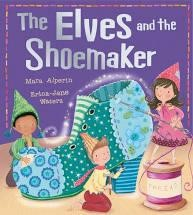 The Elves and the
Shoemaker
Mara Alperin
Erica-Jane
Waters
THREAD